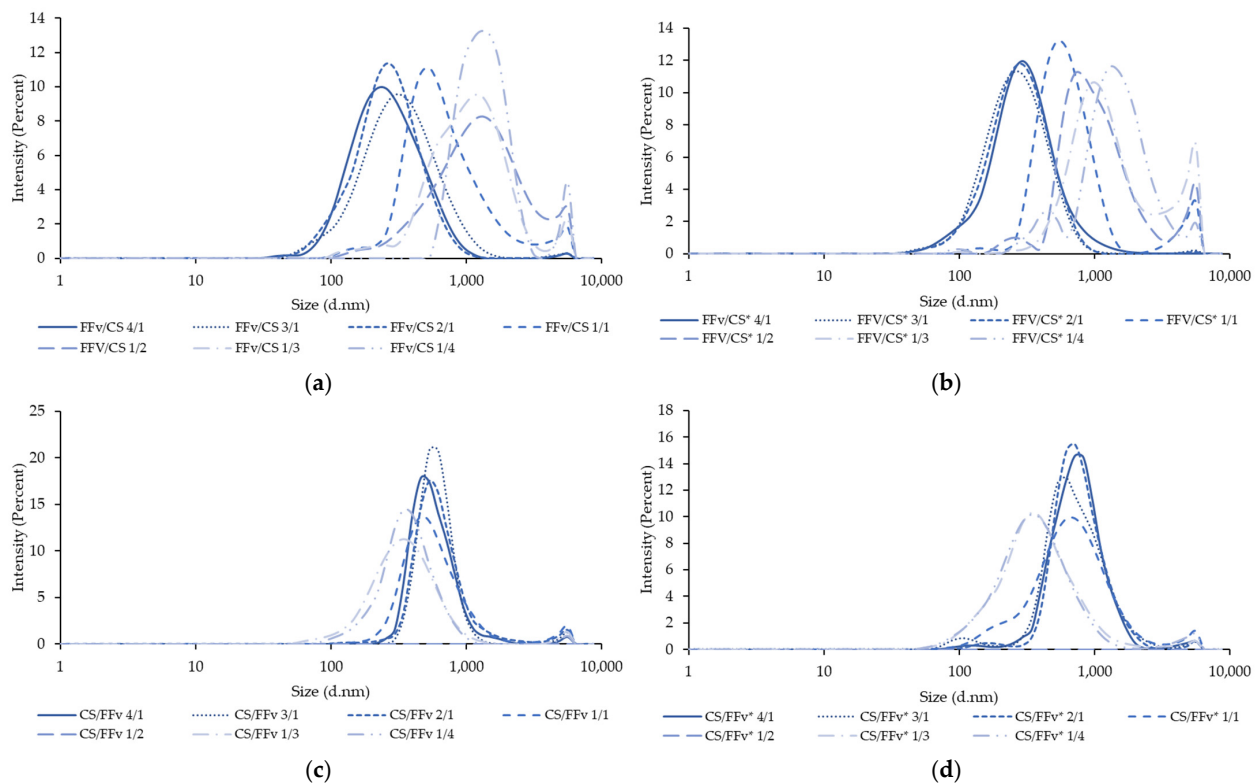 14
12
10
8
6
4
2
0
Intensity (Percent)
1
10
100
1,000
10,000
Size (d.nm)
FFv/CS 4/1
FFv/CS 3/1
FFv/CS 2/1
FFv/CS 1/1
FFV/CS 1/2
FFV/CS 1/3
FFv/CS 1/4
(a)
14
12
10
8
6
4
2
0
Intensity (Percent)
1
10
100
1,000
10,000
Size (d.nm)
FFv/CS* 4/1
FFV/CS* 3/1
FFV/CS* 2/1
FFV/CS* 1/1
FFV/CS* 1/2
FFV/CS* 1/3
FFV/CS* 1/4
(b)
25
20
15
10
5
0
Intensity (Percent)
1
10
100
1,000
10,000
Size (d.nm)
CS/FFv 4/1
CS/FFv 3/1
CS/FFv 2/1
CS/FFv 1/1
CS/FFv 1/2
CS/FFv 1/3
CS/FFv 1/4
(c)
18
16
14
12
10
8
6
4
2
0
Intensity (Percent)
1
10
100
1,000
10,000
Size (d.nm)
CS/FFv* 4/1
CS/FFv* 3/1
CS/FFv* 2/1
CS/FFv* 1/1
CS/FFv* 1/2
CS/FFv* 1/3
CS/FFv* 1/4
(d)